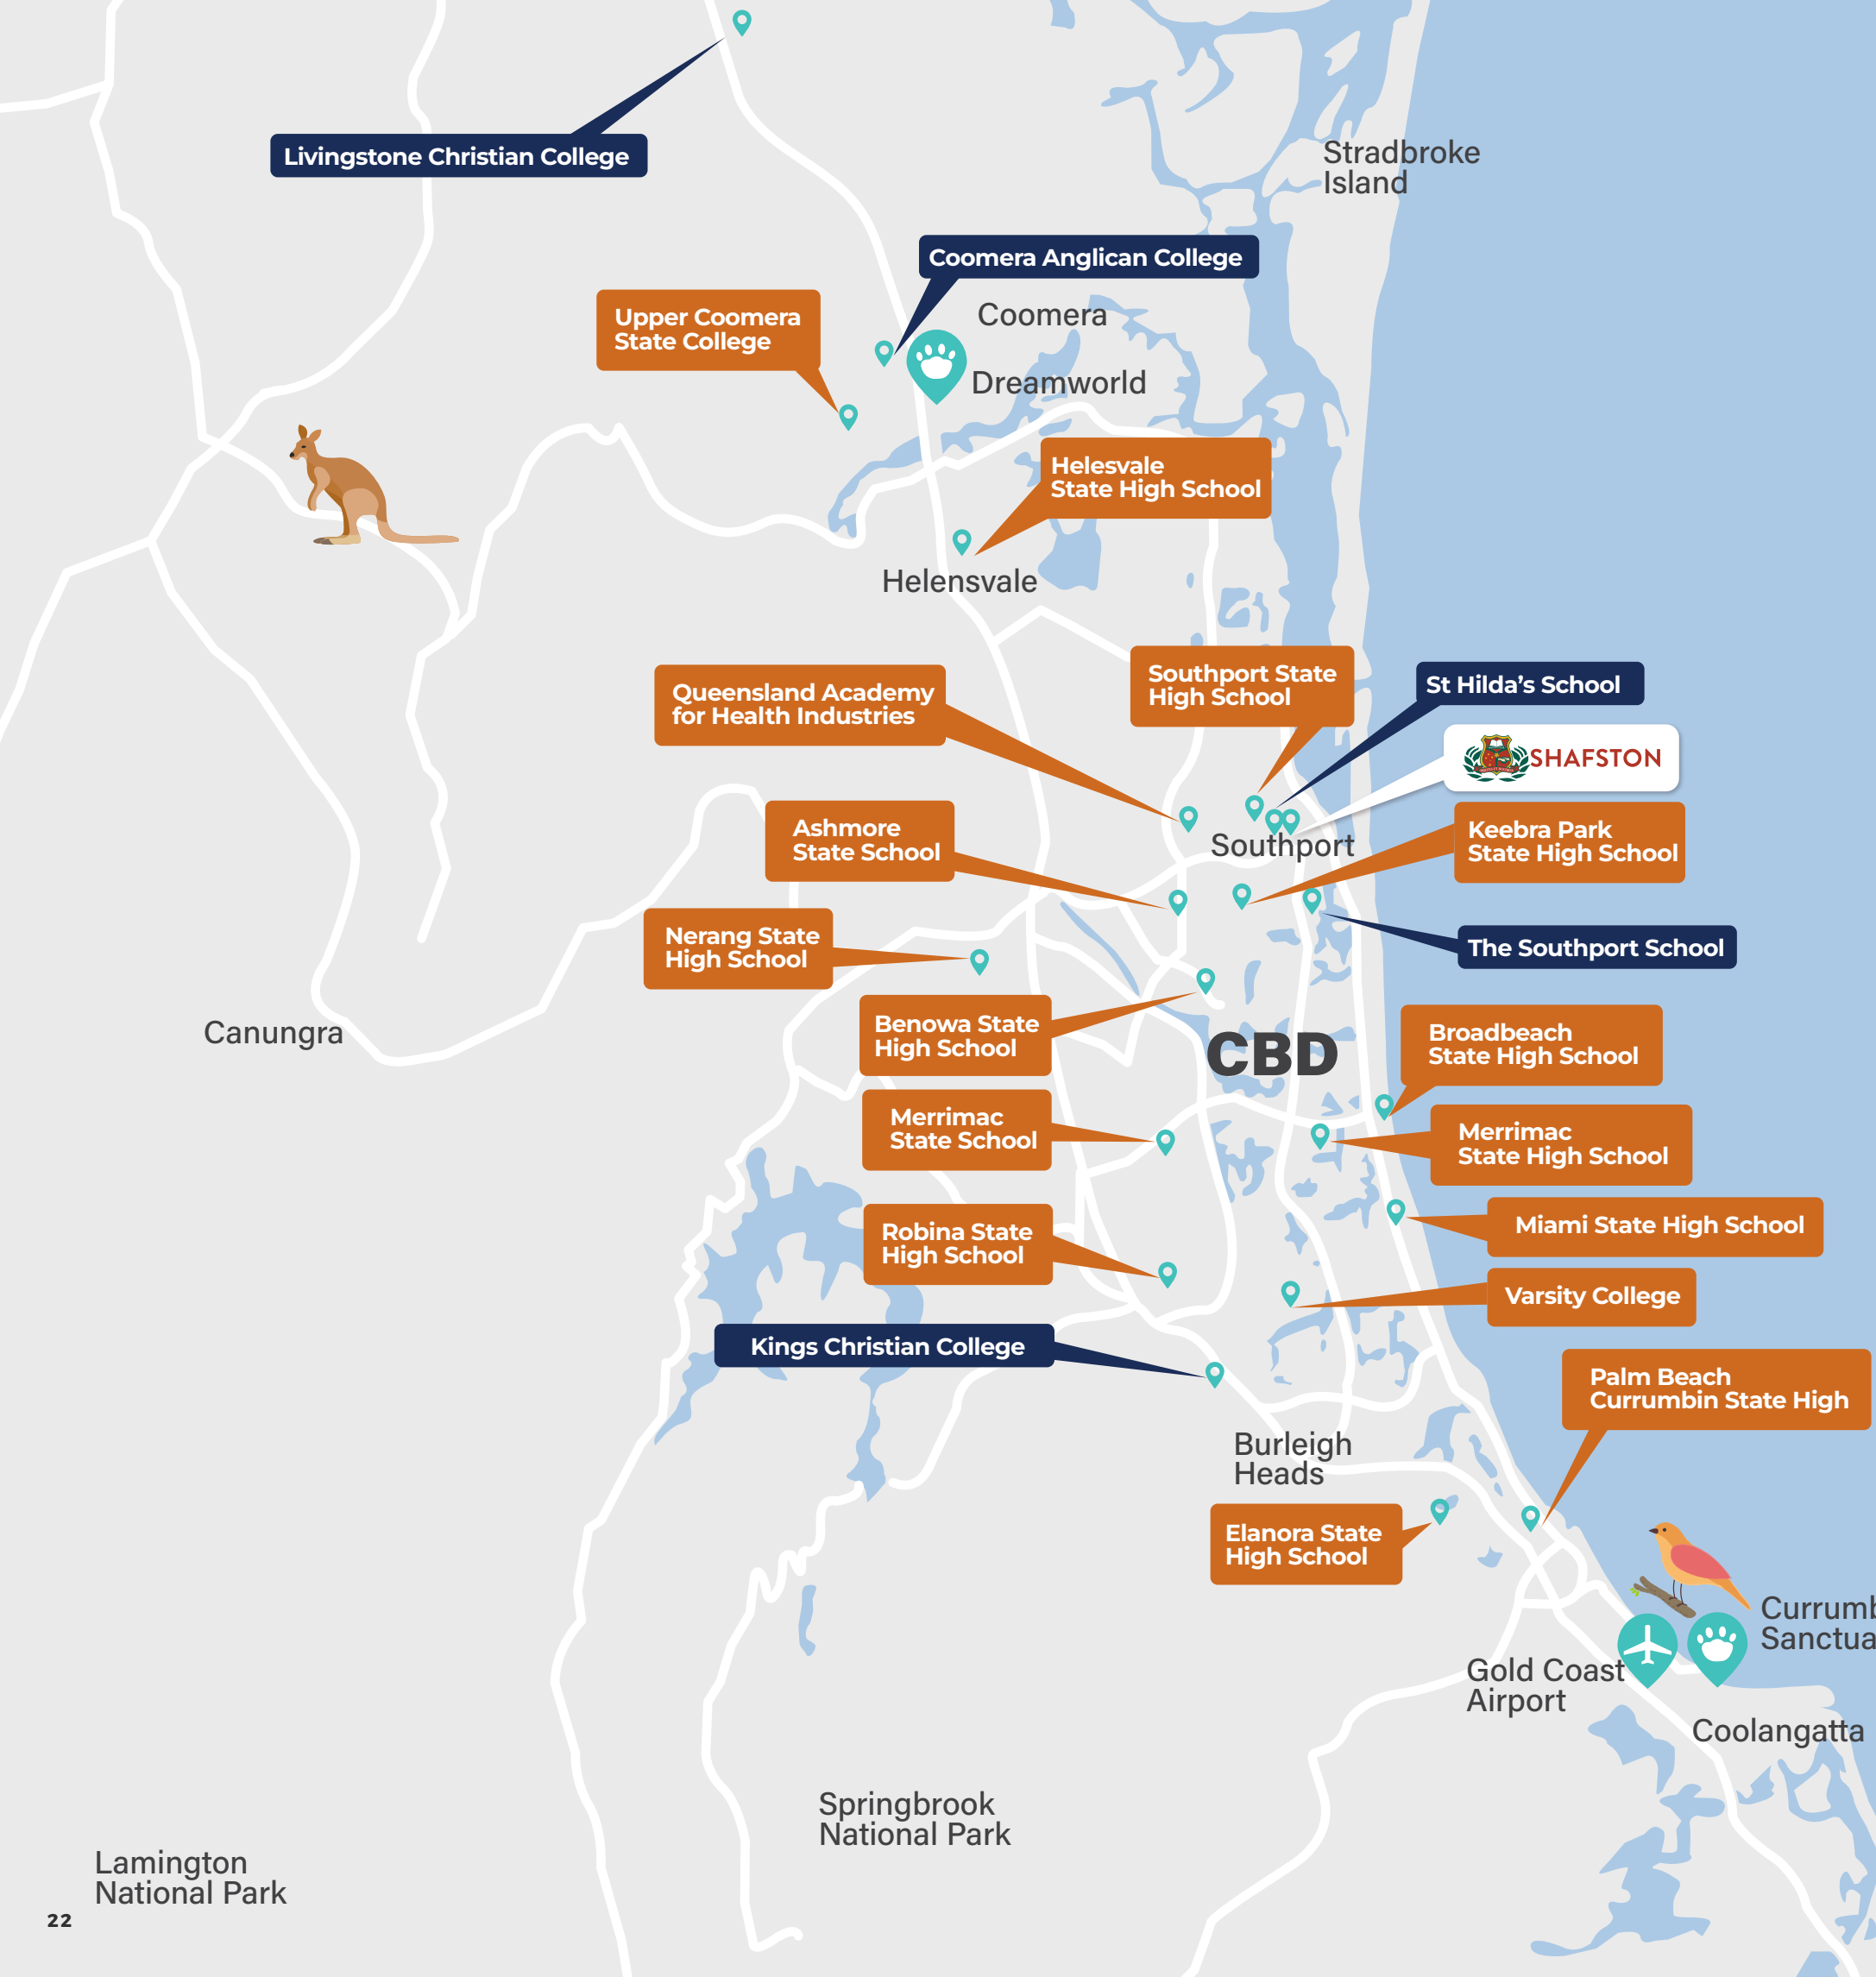 Livingstone Christian College
Stradbroke
Island
Coomera Anglican College
Upper Coomera
State College
Coomera
Dreamworld
Helesvale
State High School
Helensvale
Southport State
High School
St Hilda’s School
Queensland Academy
for Health Industries
SHAFSTON
Ashmore
State School
Southport
Keebra Park
State High School
Nerang State
High School
The Southport School
Canungra
Benowa State
High School
CBD
Broadbeach
State High School
Merrimac
State School
Merrimac
State High School
Robina State
High School
Miami State High School
Varsity College
Kings Christian College
Palm Beach
Currumbin State High
Burleigh
Heads
Elanora State
High School
Currumb
Sanctua
Gold Coast
Airport
Coolangatta
Springbrook
National Park
Lamington
National Park
22